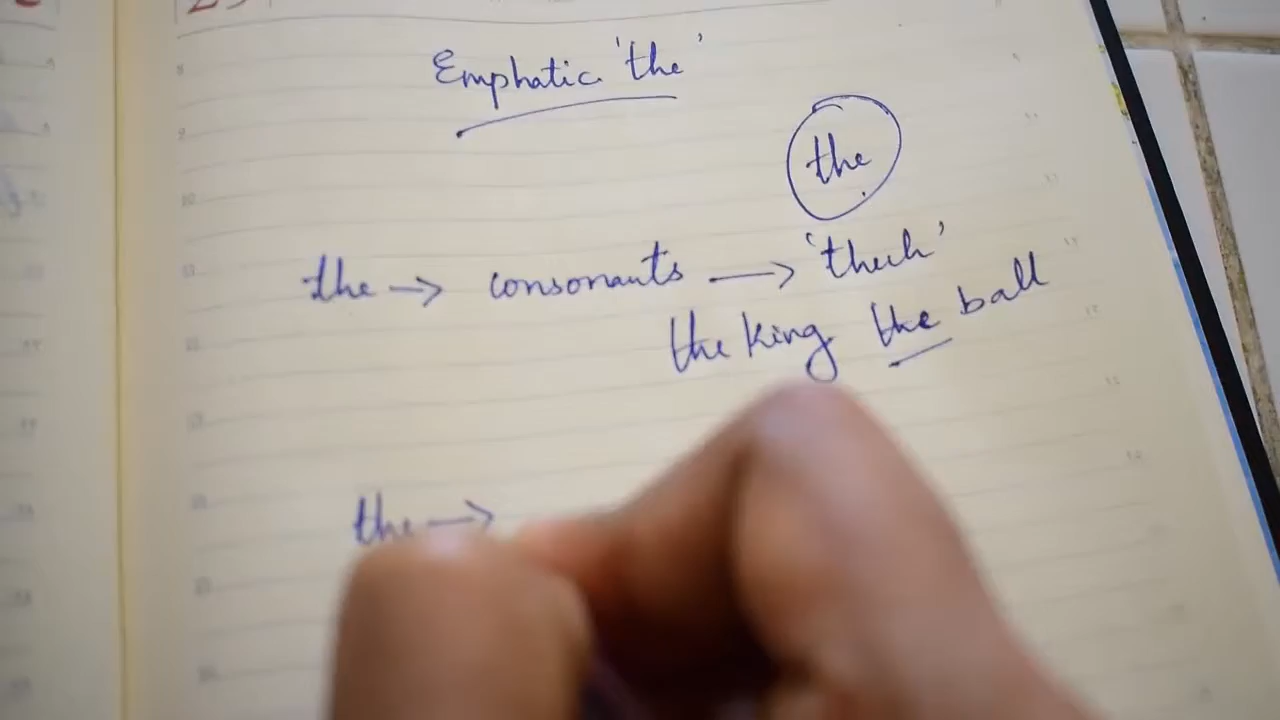 Emphatic 'the'
the
the → consonants → 'thuh'
the king the ball
the →